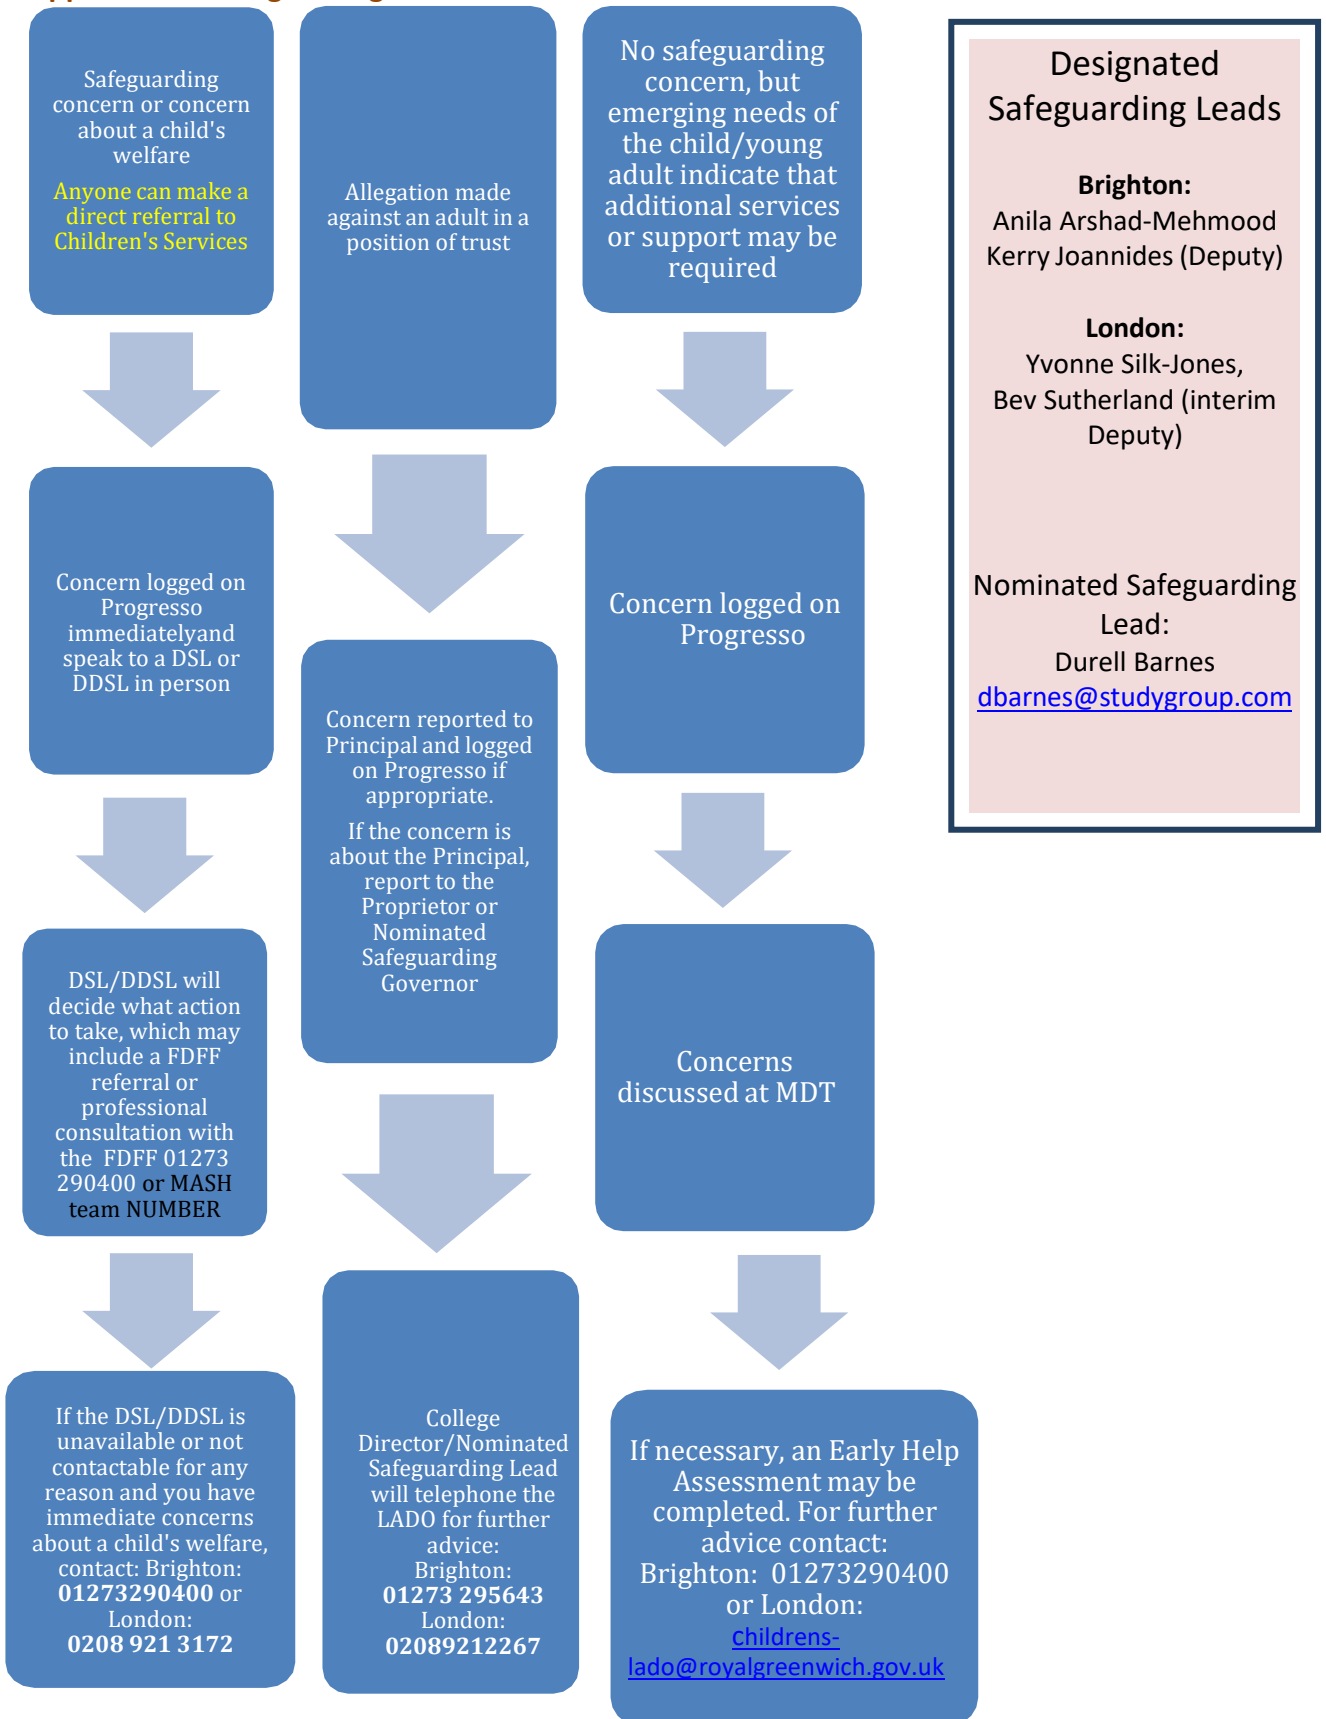 Safeguarding
concern or concern
about a child's
welfare
Anyone can make a
direct referral to
Children's Services
Concern logged on
Progresso
immediatelyand
speak to a DSL or
DDSL in person
DSL/DDSL will
decide what action
to take, which may
include a FDFF
referral or
professional
consultation with
the FDFF 01273
290400 or MASH
team NUMBER
If the DSL/DDSL is
unavailable or not
contactable for any
reason and you have
immediate concerns
about a child's welfare,
contact: Brighton:
01273290400 or
London:
0208 921 3172
Allegation made
against an adult in a
position of trust
Concern reported to
Principal and logged
on Progresso if
appropriate.
If the concern is
about the Principal,
report to the
Proprietor or
Nominated
Safeguarding
Governor
College
Director/Nominated
Safeguarding Lead
will telephone the
LADO for further
advice:
Brighton:
01273 295643
London:
02089212267
No safeguarding
concern, but
emerging needs of
the child/young
adult indicate that
additional services
or support may be
required
Concern logged on
Progresso
Concerns
discussed at MDT
If necessary, an Early Help
Assessment may be
completed. For further
advice contact:
Brighton: 01273290400
or London:
childrens-
lado@royalgreenwich.gov.uk
Designated
Safeguarding Leads
Brighton:
Anila Arshad-Mehmood
Kerry Joannides (Deputy)
London:
Yvonne Silk-Jones,
Bev Sutherland (interim
Deputy)
Nominated Safeguarding
Lead:
Durell Barnes
dbarnes@studygroup.com